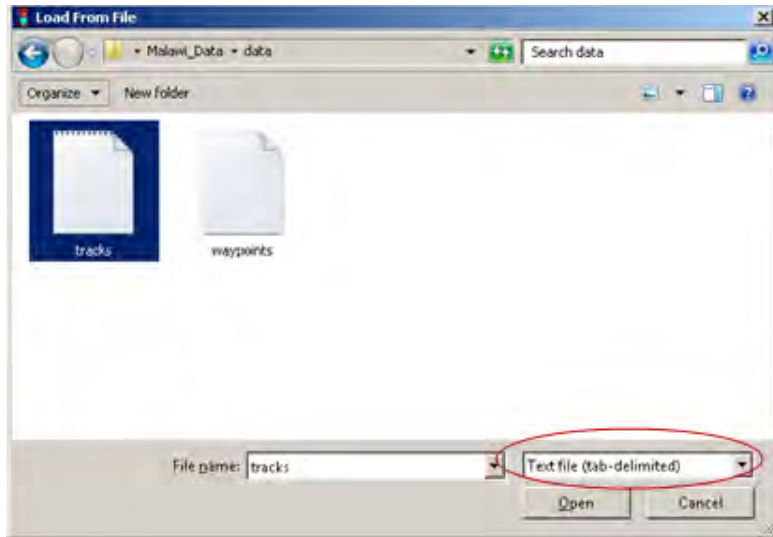 Load From File
Malawi_Data data
Search data
Organize New folder
tracks
waypoints
File name: tracks
Text file (tab-delimited)
Open Cancel